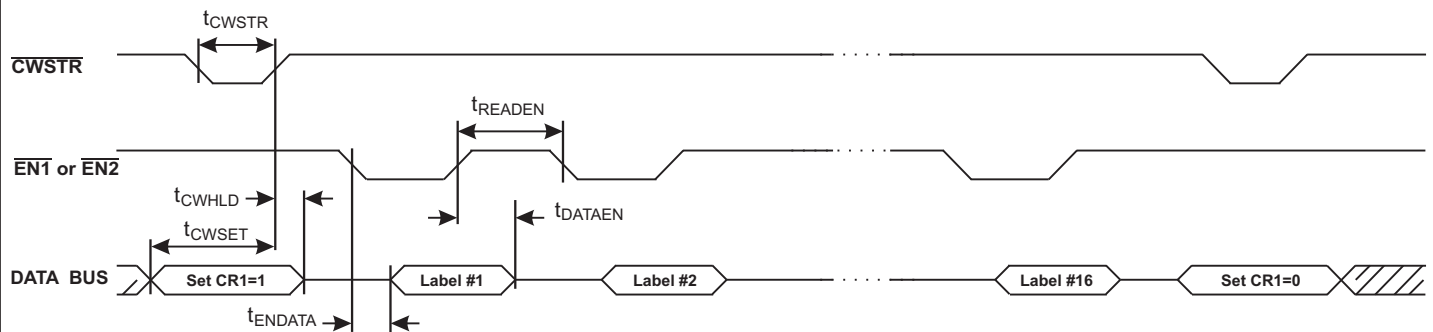 tCWSTR
CWSTR
tREADEN
EN1 or EN2
tCWHLD
tDATAEN
tCWSET
DATA BUS
Set CR1=1
Label #1
Label #2
Label #16
Set CR1=0
tENDATA